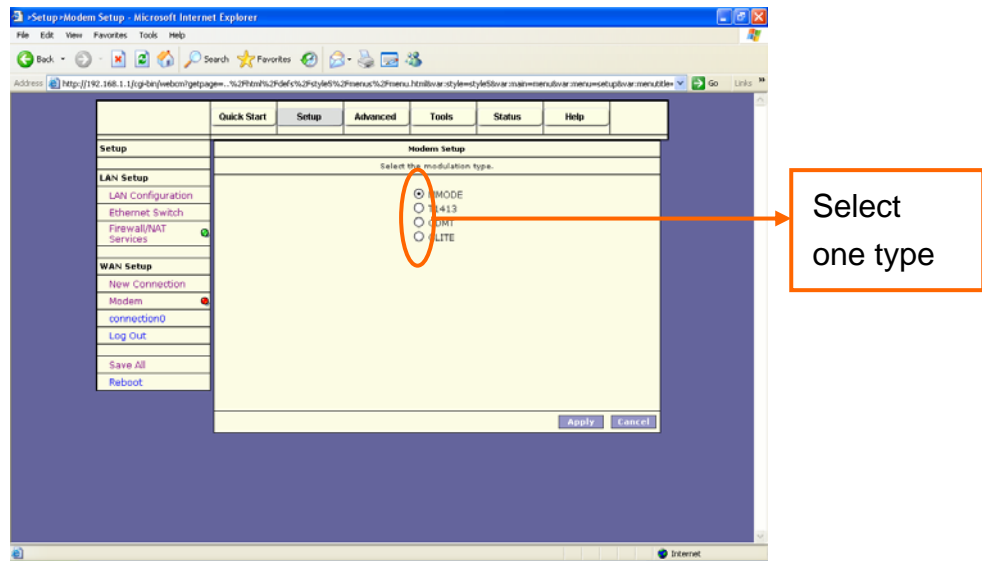 >Setup>Modem Setup - Microsoft Internet Explorer
File Edit View Favorites Tools Help
Back Search Favorites
Address http://192.168.1.1/cgi-bin/webcm?getpage=..%2Fhtml%2Fdefs%2Fstyle5%2Fmenus%2Fmenu.html&var:style=style5&var:main=menu&var:menu=setup&var:menutitle= Go Links »
Quick Start Setup Advanced Tools Status Help
Setup
Modem Setup
Select the modulation type.
LAN Setup
LAN Configuration
Ethernet Switch
Firewall/NAT
Services
WAN Setup
New Connection
Modem
connection0
Log Out
Save All
Reboot
MMODE
T1413
GDMT
GLITE
Apply Cancel
Select
one type
Internet